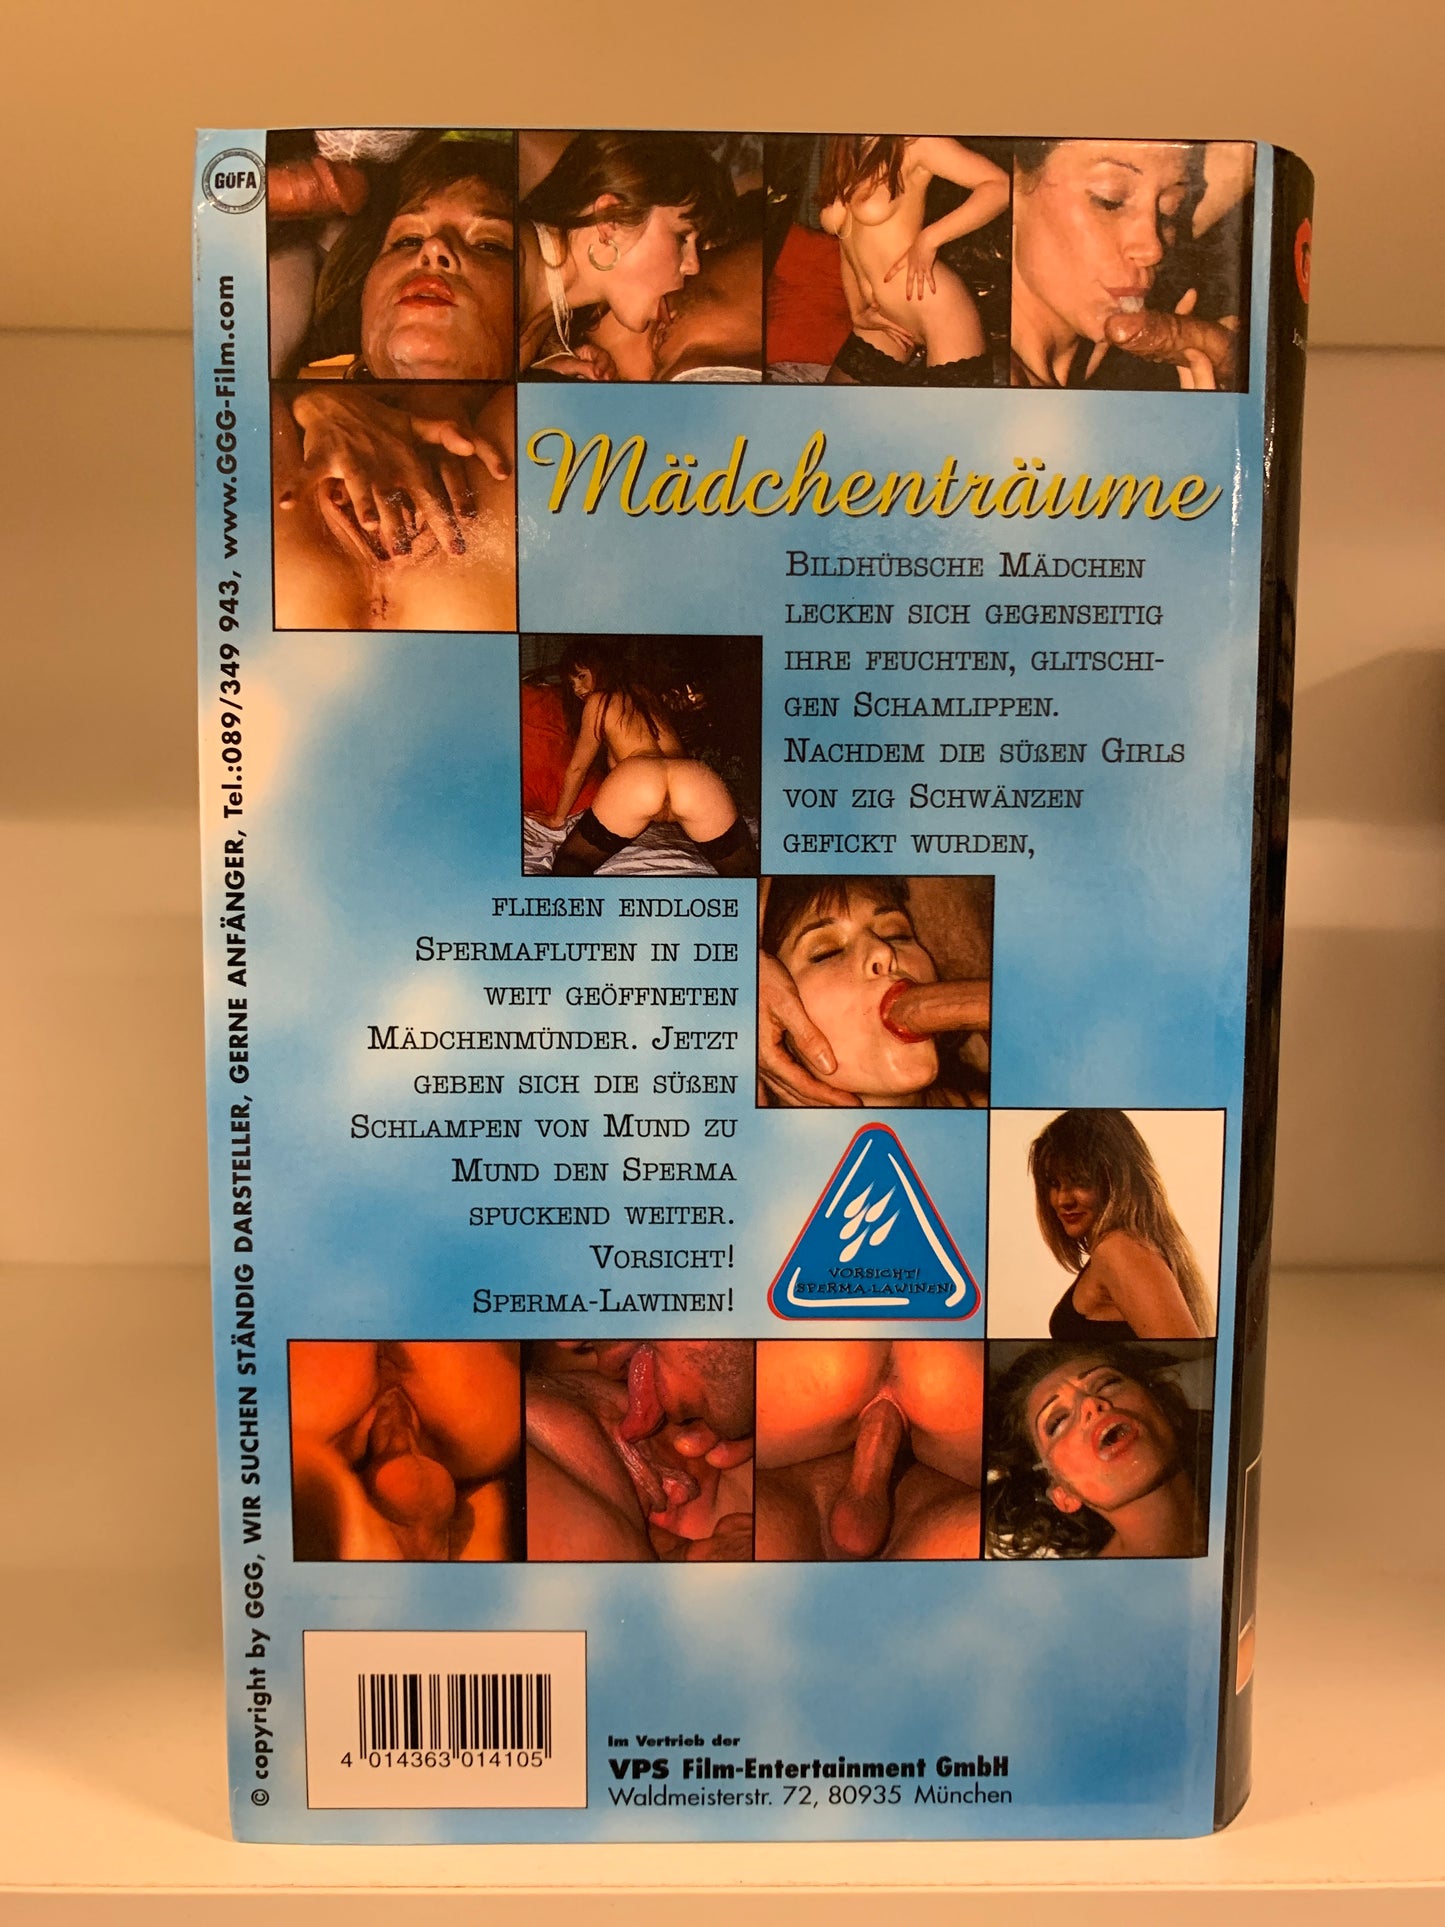 GÜFA
© copyright by GGG, WIR SUCHEN STÄNDIG DARSTELLER, GERNE ANFÄNGER, Tel.:089/349 943, www.GGG-Film.com
Mädchenträume
BILDHÜBSCHE MÄDCHEN
LECKEN SICH GEGENSEITIG
IHRE FEUCHTEN, GLITSCHI-
GEN SCHAMLIPPEN.
NACHDEM DIE SÜßEN GIRLS
VON ZIG SCHWÄNZEN
GEFICKT WURDEN,
FLIEßEN ENDLOSE
SPERMAFLUTEN IN DIE
WEIT GEÖFFNETEN
MÄDCHENMÜNDER. JETZT
GEBEN SICH DIE SÜßEN
SCHLAMPEN VON MUND ZU
MUND DEN SPERMA
SPUCKEND WEITER.
VORSICHT!
SPERMA-LAWINEN!
VORSICHT!
SPERMA-LAWINEN!
4 014363 014105
Im Vertrieb der
VPS Film-Entertainment GmbH
Waldmeisterstr. 72, 80935 München